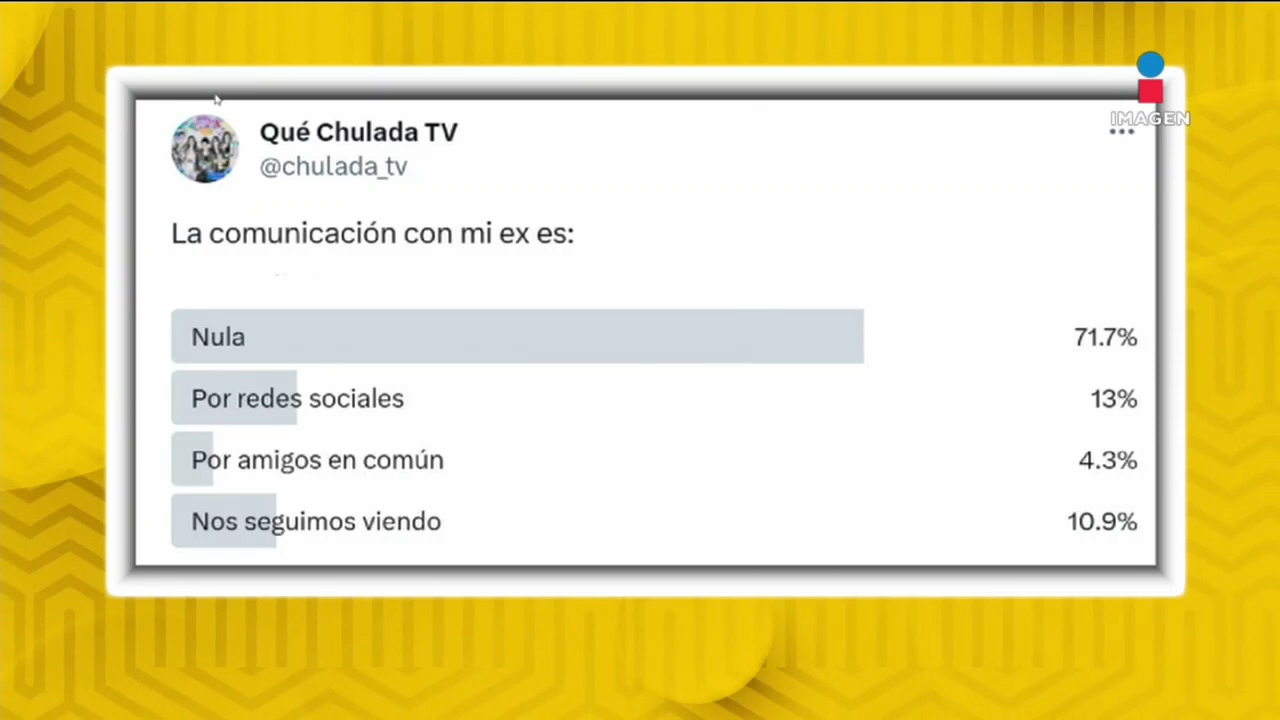 IMAGEN
Qué Chulada TV
@chulada_tv
La comunicación con mi ex es:
Nula 71.7%
Por redes sociales 13%
Por amigos en común 4.3%
Nos seguimos viendo 10.9%